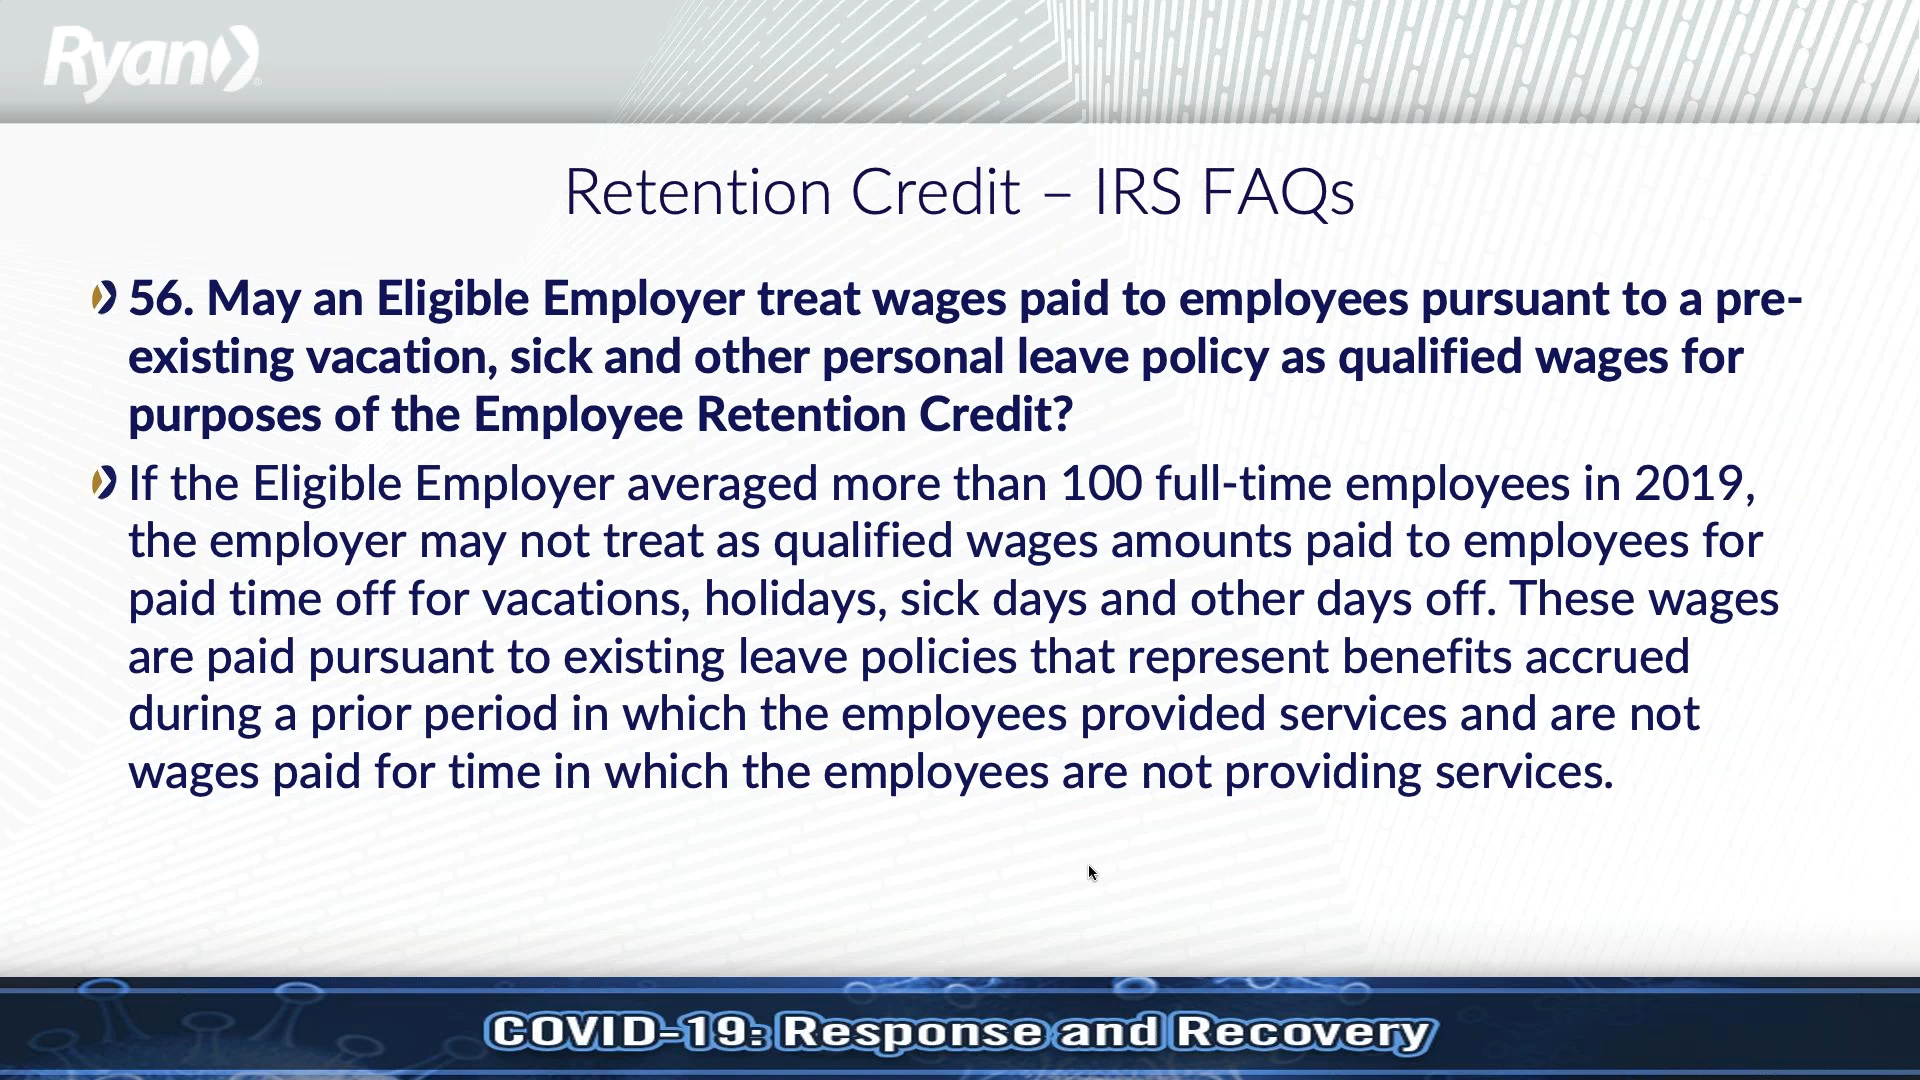 Ryan
Retention Credit – IRS FAQs
56. May an Eligible Employer treat wages paid to employees pursuant to a pre-
existing vacation, sick and other personal leave policy as qualified wages for
purposes of the Employee Retention Credit?
If the Eligible Employer averaged more than 100 full-time employees in 2019,
the employer may not treat as qualified wages amounts paid to employees for
paid time off for vacations, holidays, sick days and other days off. These wages
are paid pursuant to existing leave policies that represent benefits accrued
during a prior period in which the employees provided services and are not
wages paid for time in which the employees are not providing services.
COVID-19: Response and Recovery